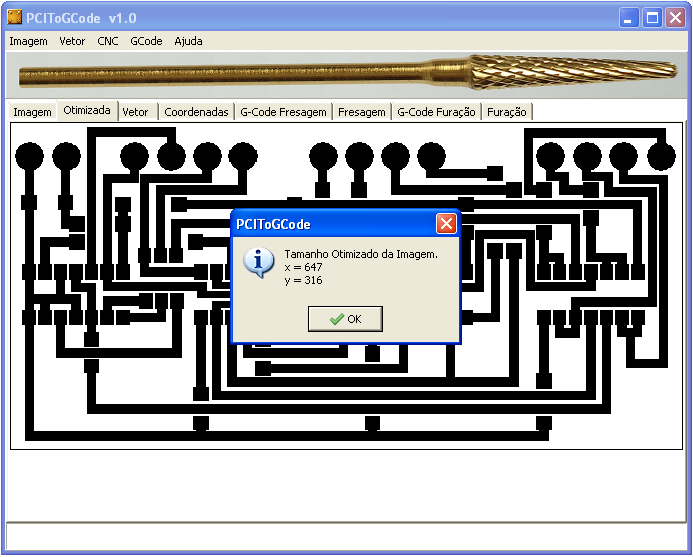 PCIToGCode v1.0
Imagem Vetor CNC GCode Ajuda
Imagem Otimizada Vetor Coordenadas G-Code Fresagem Fresagem G-Code Furação Furação
PCIToGCode
Tamanho Otimizado da Imagem.
x = 647
y = 316
OK